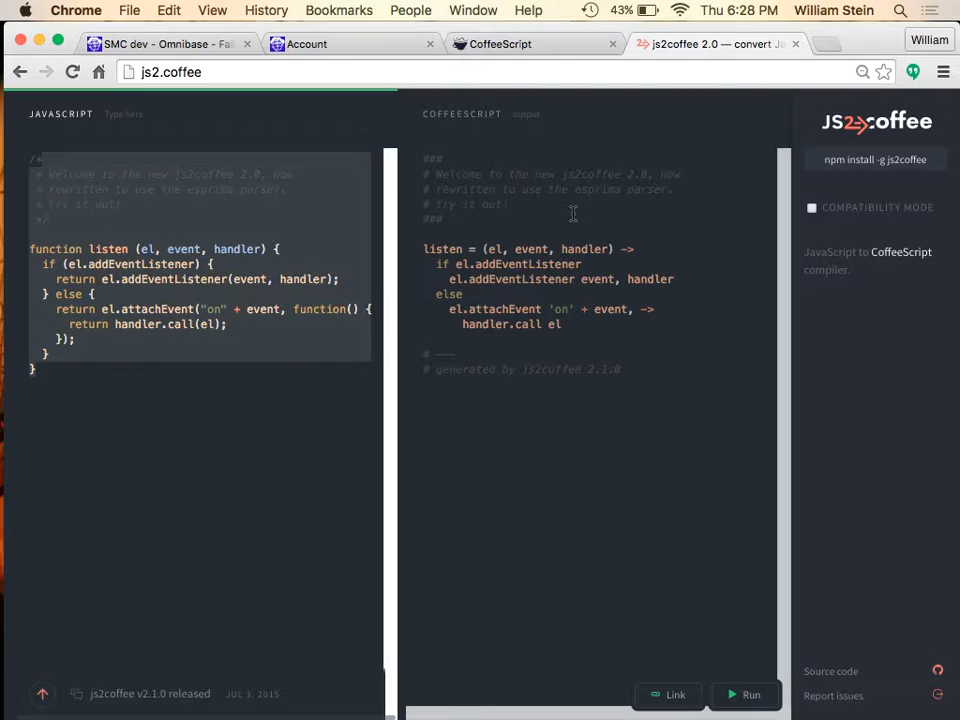 Chrome File Edit View History Bookmarks People Window Help 43% Thu 6:28 PM William Stein
SMC dev - Omnibase - Fal
Account
CoffeeScript
js2coffee 2.0 — convert Ja
William
js2.coffee
JAVASCRIPT Type here
/*
* Welcome to the new js2coffee 2.0, now
* rewritten to use the esprima parser.
* try it out!
*/
function listen (el, event, handler) {
if (el.addEventListener) {
return el.addEventListener(event, handler);
} else {
return el.attachEvent("on" + event, function() {
return handler.call(el);
});
}
}
COFFEESCRIPT output
###
# Welcome to the new js2coffee 2.0, now
# rewritten to use the esprima parser.
# try it out!
###
listen = (el, event, handler) ->
if el.addEventListener
el.addEventListener event, handler
else
el.attachEvent 'on' + event, ->
handler.call el
# ---
# generated by js2coffee 2.1.0
JS2coffee
npm install -g js2coffee
COMPATIBILITY MODE
JavaScript to CoffeeScript
compiler.
js2coffee v2.1.0 released JUL 3, 2015
Link
Run
Source code
Report issues